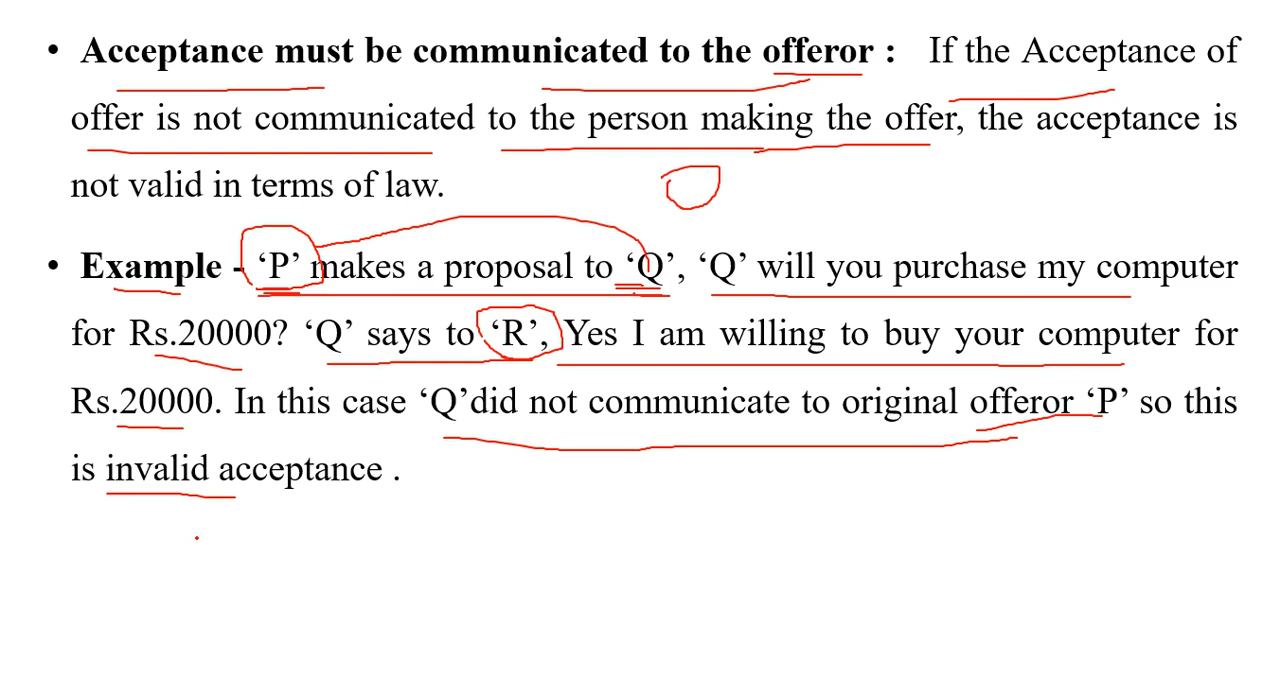 • Acceptance must be communicated to the offeror : If the Acceptance of
offer is not communicated to the person making the offer, the acceptance is
not valid in terms of law.
• Example - ‘P’ makes a proposal to ‘Q’, ‘Q’ will you purchase my computer
for Rs.20000? ‘Q’ says to ‘R’, Yes I am willing to buy your computer for
Rs.20000. In this case ‘Q’did not communicate to original offeror ‘P’ so this
is invalid acceptance .